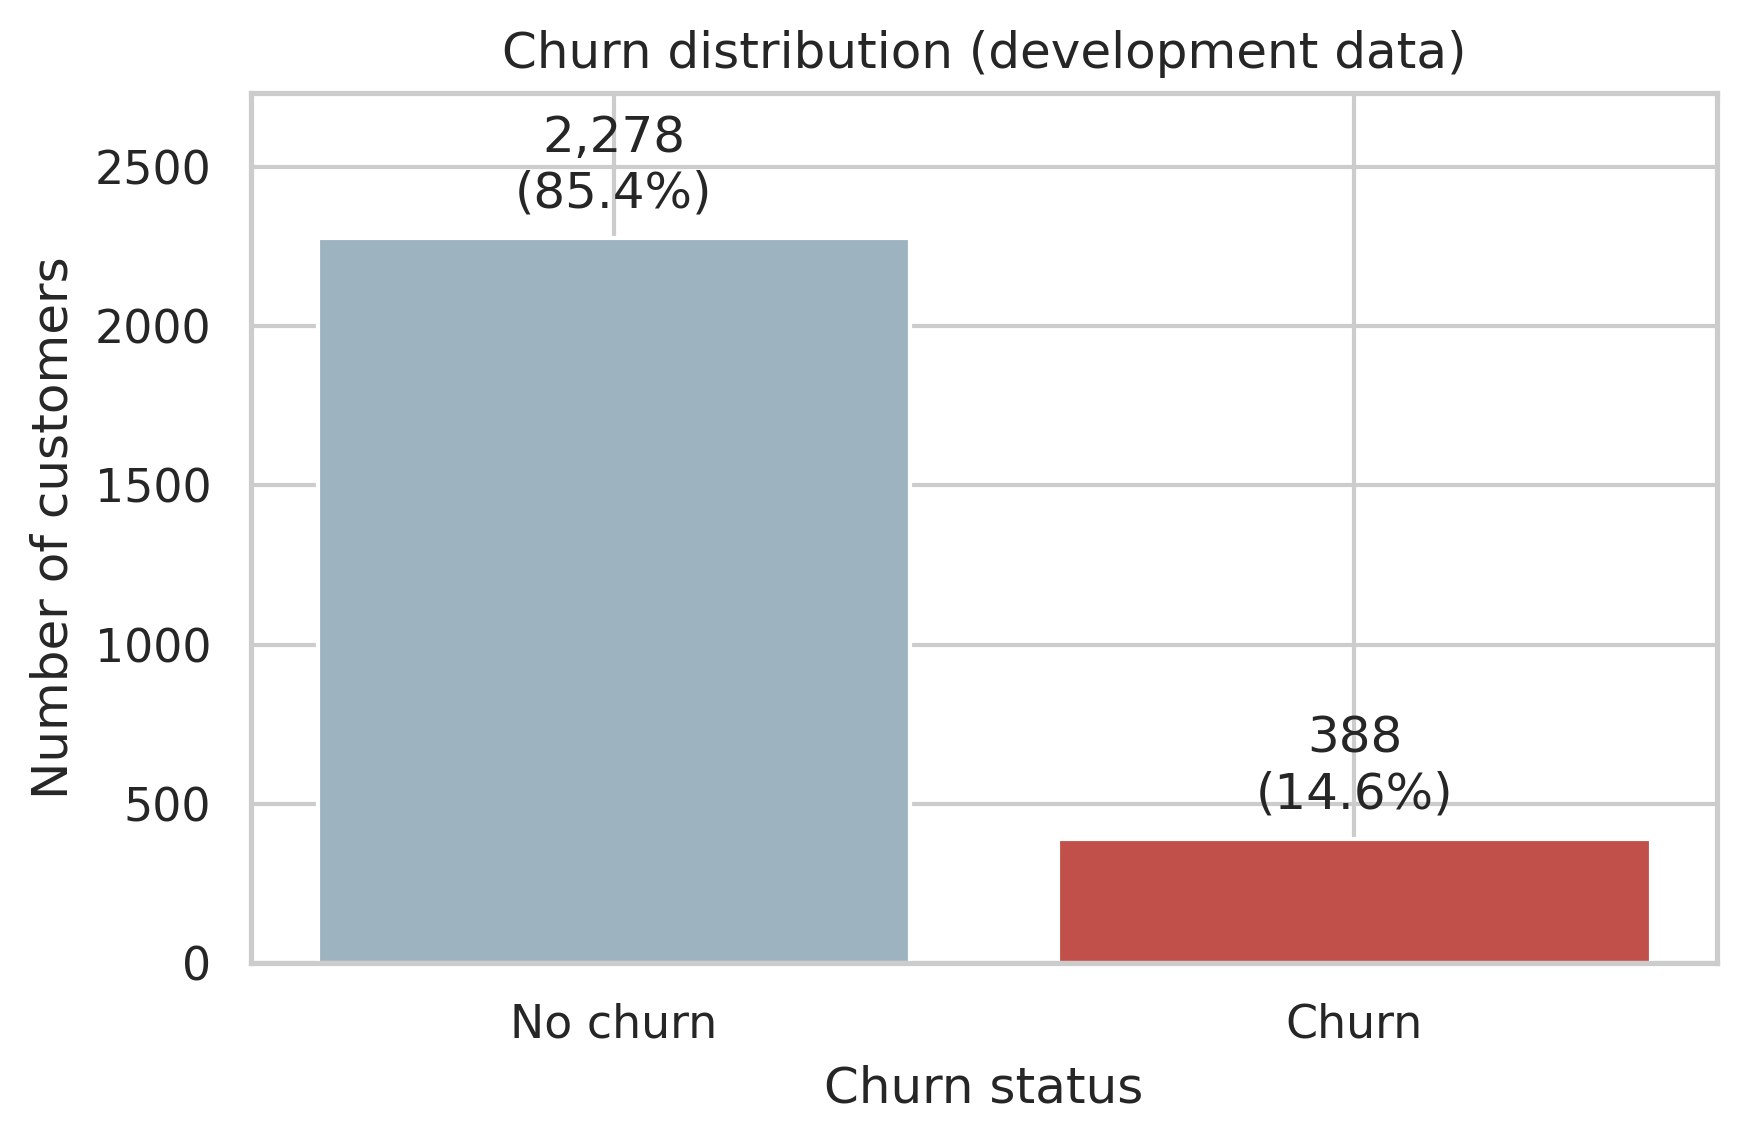 Churn distribution (development data)
2,278
(85.4%)
388
(14.6%)
2500
2000
1500
1000
500
0
Number of customers
No churn
Churn
Churn status